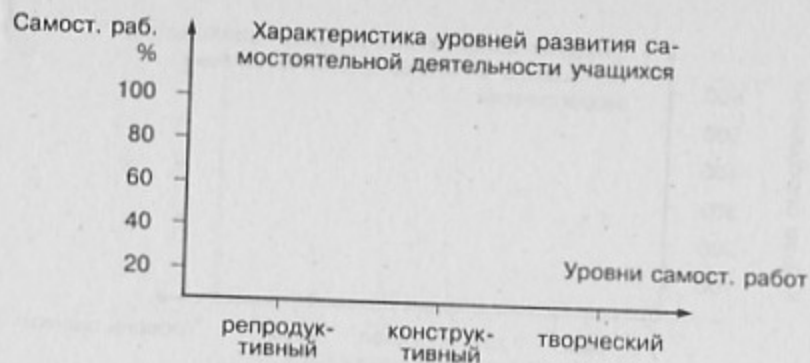 Самост. раб.
%
Характеристика уровней развития са-
мостоятельной деятельности учащихся
100
80
60
40
20
Уровни самост. работ
репродук-
тивный
конструк-
тивный
творческий